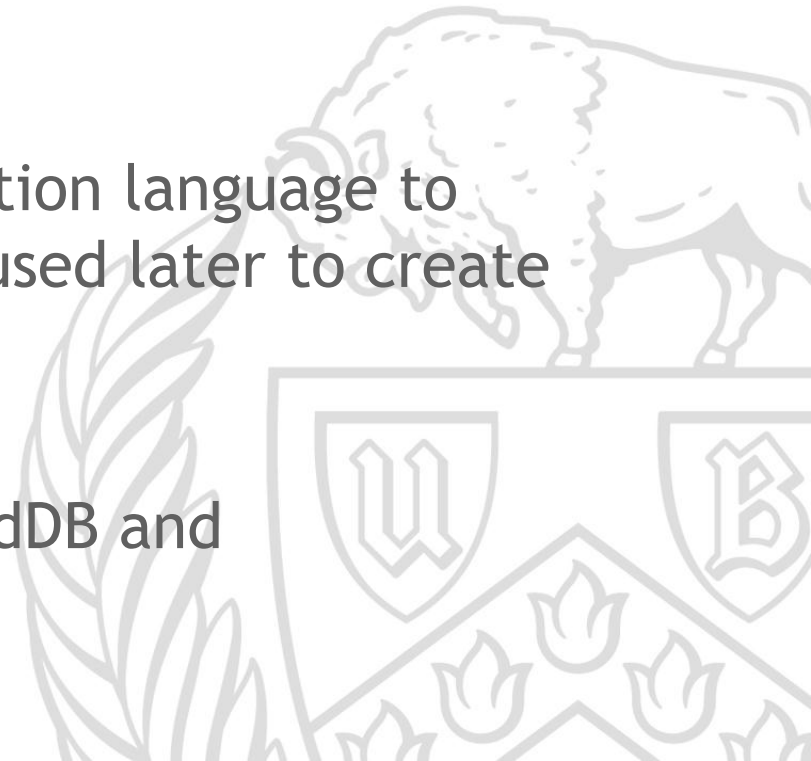 tion language to
used later to create
dDB and
U B